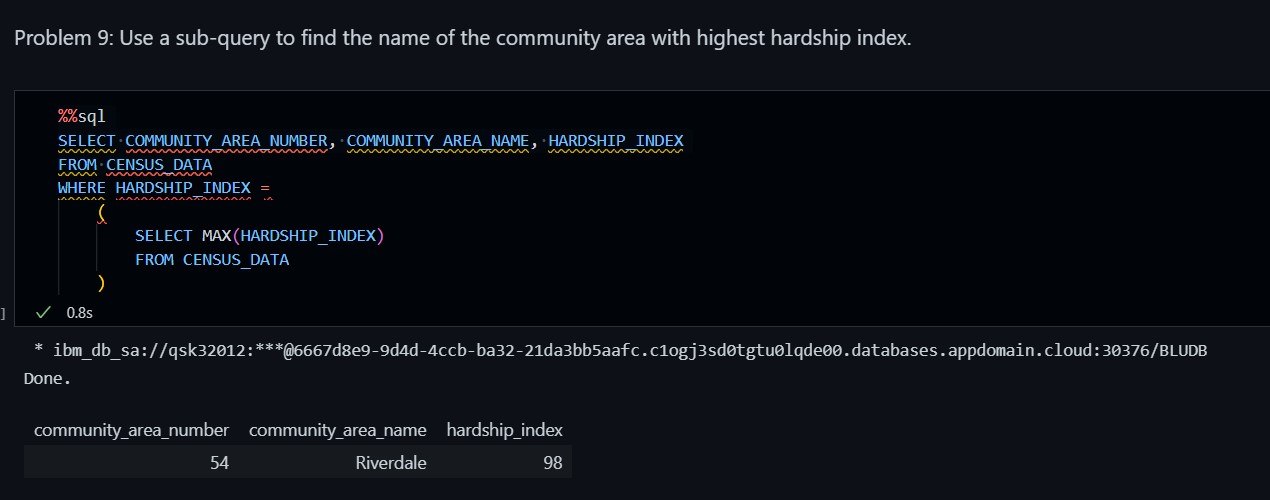 Problem 9: Use a sub-query to find the name of the community area with highest hardship index.
%%sql
SELECT COMMUNITY_AREA_NUMBER, COMMUNITY_AREA_NAME, HARDSHIP_INDEX
FROM CENSUS_DATA
WHERE HARDSHIP_INDEX =
(
SELECT MAX(HARDSHIP_INDEX)
FROM CENSUS_DATA
)
] ✓ 0.8s
* ibm_db_sa://qsk32012:***@6667d8e9-9d4d-4ccb-ba32-21da3bb5aafc.c1ogj3sd0tgtu0lqde00.databases.appdomain.cloud:30376/BLUDB
Done.
community_area_number community_area_name hardship_index
54 Riverdale 98